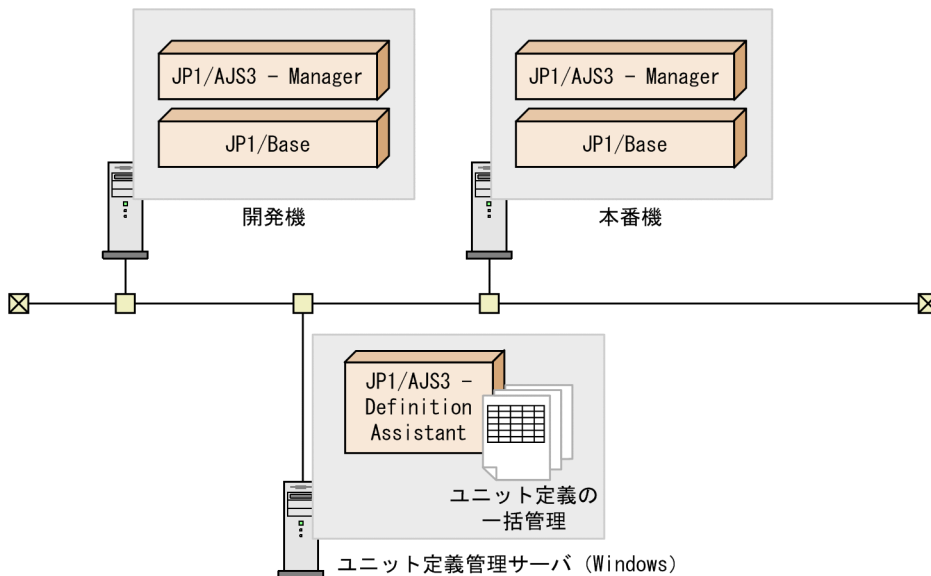 JP1/AJS3 - Manager
JP1/Base
開発機
JP1/AJS3 - Manager
JP1/Base
本番機
JP1/AJS3 -
Definition
Assistant
ユニット定義の
一括管理
ユニット定義管理サーバ（Windows）